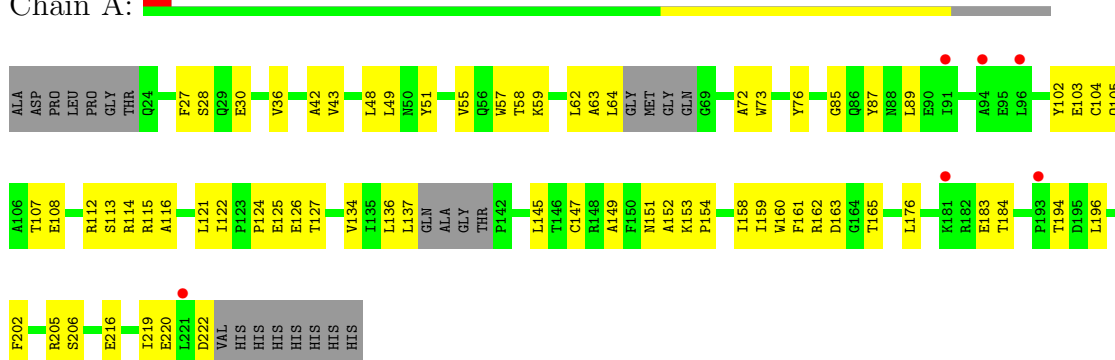 Chain A:
ALA ASP PRO LEU PRO GLY THR Q24 F27 S28 Q29 E30 V36 A42 V43 L48 L49 N50 Y51 V55 Q56 W57 T58 K59 L62 A63 L64 GLY MET GLY GLN G69 A72 W73 Y76 G85 Q86 Y87 N88 L89 E90 I91 A94 E95 L96 Y102 E103 C104
A106 T107 E108 R112 S113 R114 R115 A116 L121 I122 P123 P124 E125 E126 T127 V134 I135 L136 L137 GLN ALA GLY THR P142 L145 T146 C147 R148 A149 F150 N151 A152 K153 P154 I158 I159 W160 F161 R162 D163 G164 T165 L176 K181 R182 E183 T184 P193 T194 D195 L196
F202 R205 S206 E216 I219 E220 L221 D222 VAL HIS HIS HIS HIS HIS HIS HIS